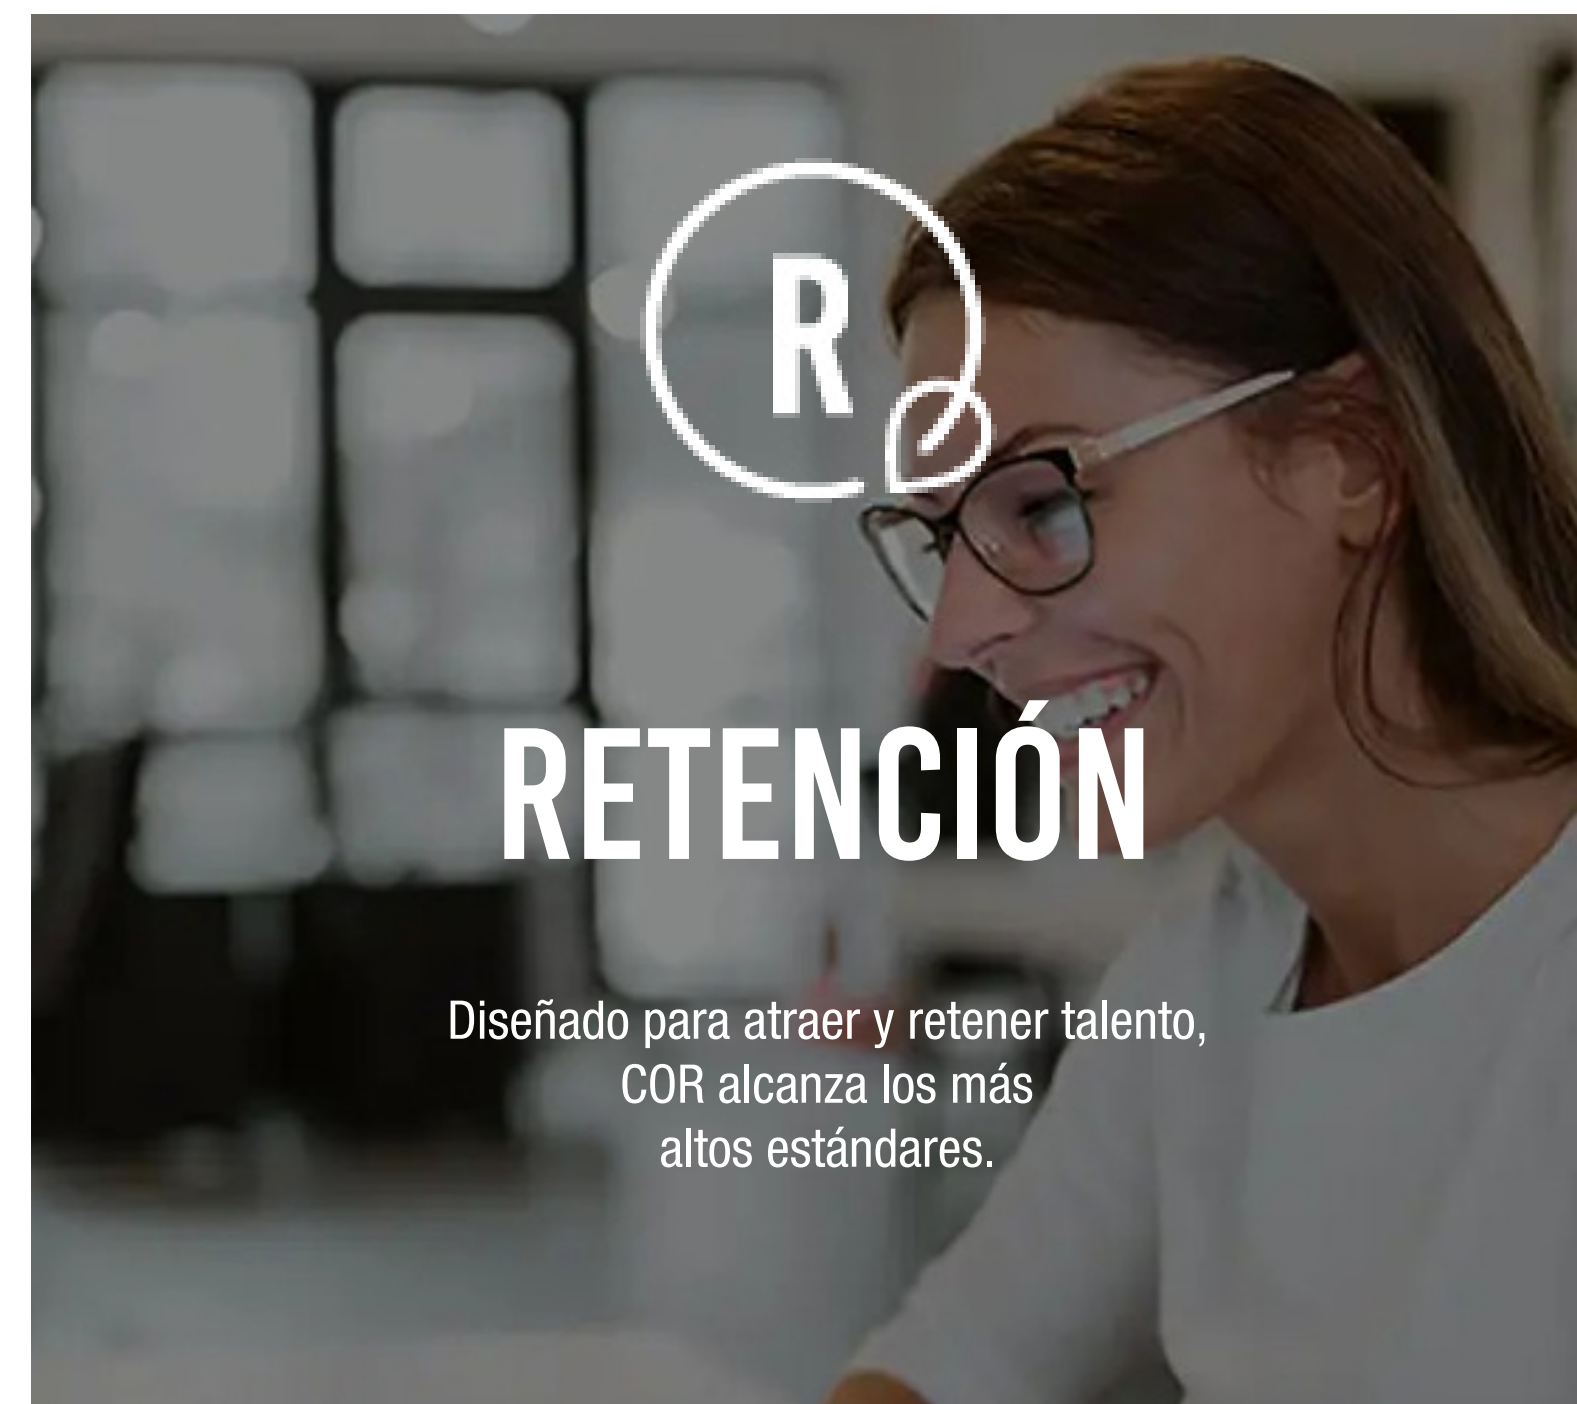 R
RETENCIÓN
Diseñado para atraer y retener talento,
COR alcanza los más
altos estándares.